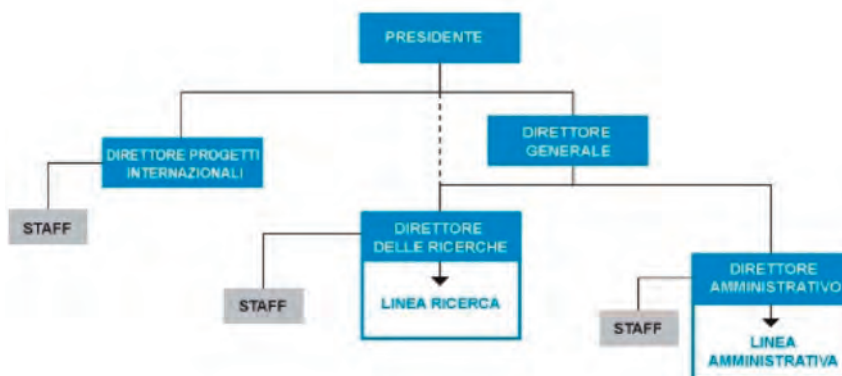 PRESIDENTE
DIRETTORE PROGETTI
INTERNAZIONALI
DIRETTORE
GENERALE
STAFF
DIRETTORE
DELLE RICERCHE
LINEA RICERCA
STAFF
DIRETTORE
AMMINISTRATIVO
STAFF
LINEA
AMMINISTRATIVA